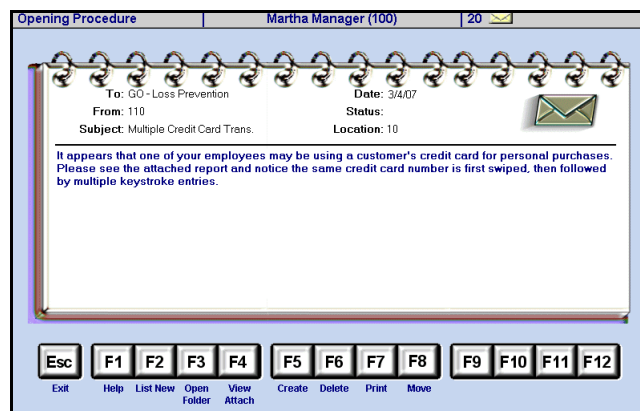 Opening Procedure Martha Manager (100) 20
To: GO - Loss Prevention Date: 3/4/07
From: 110 Status:
Subject: Multiple Credit Card Trans. Location: 10
It appears that one of your employees may be using a customer's credit card for personal purchases.
Please see the attached report and notice the same credit card number is first swiped, then followed
by multiple keystroke entries.
Esc F1 F2 F3 F4 F5 F6 F7 F8 F9 F10 F11 F12
Exit Help List New Open Folder View Attach Create Delete Print Move